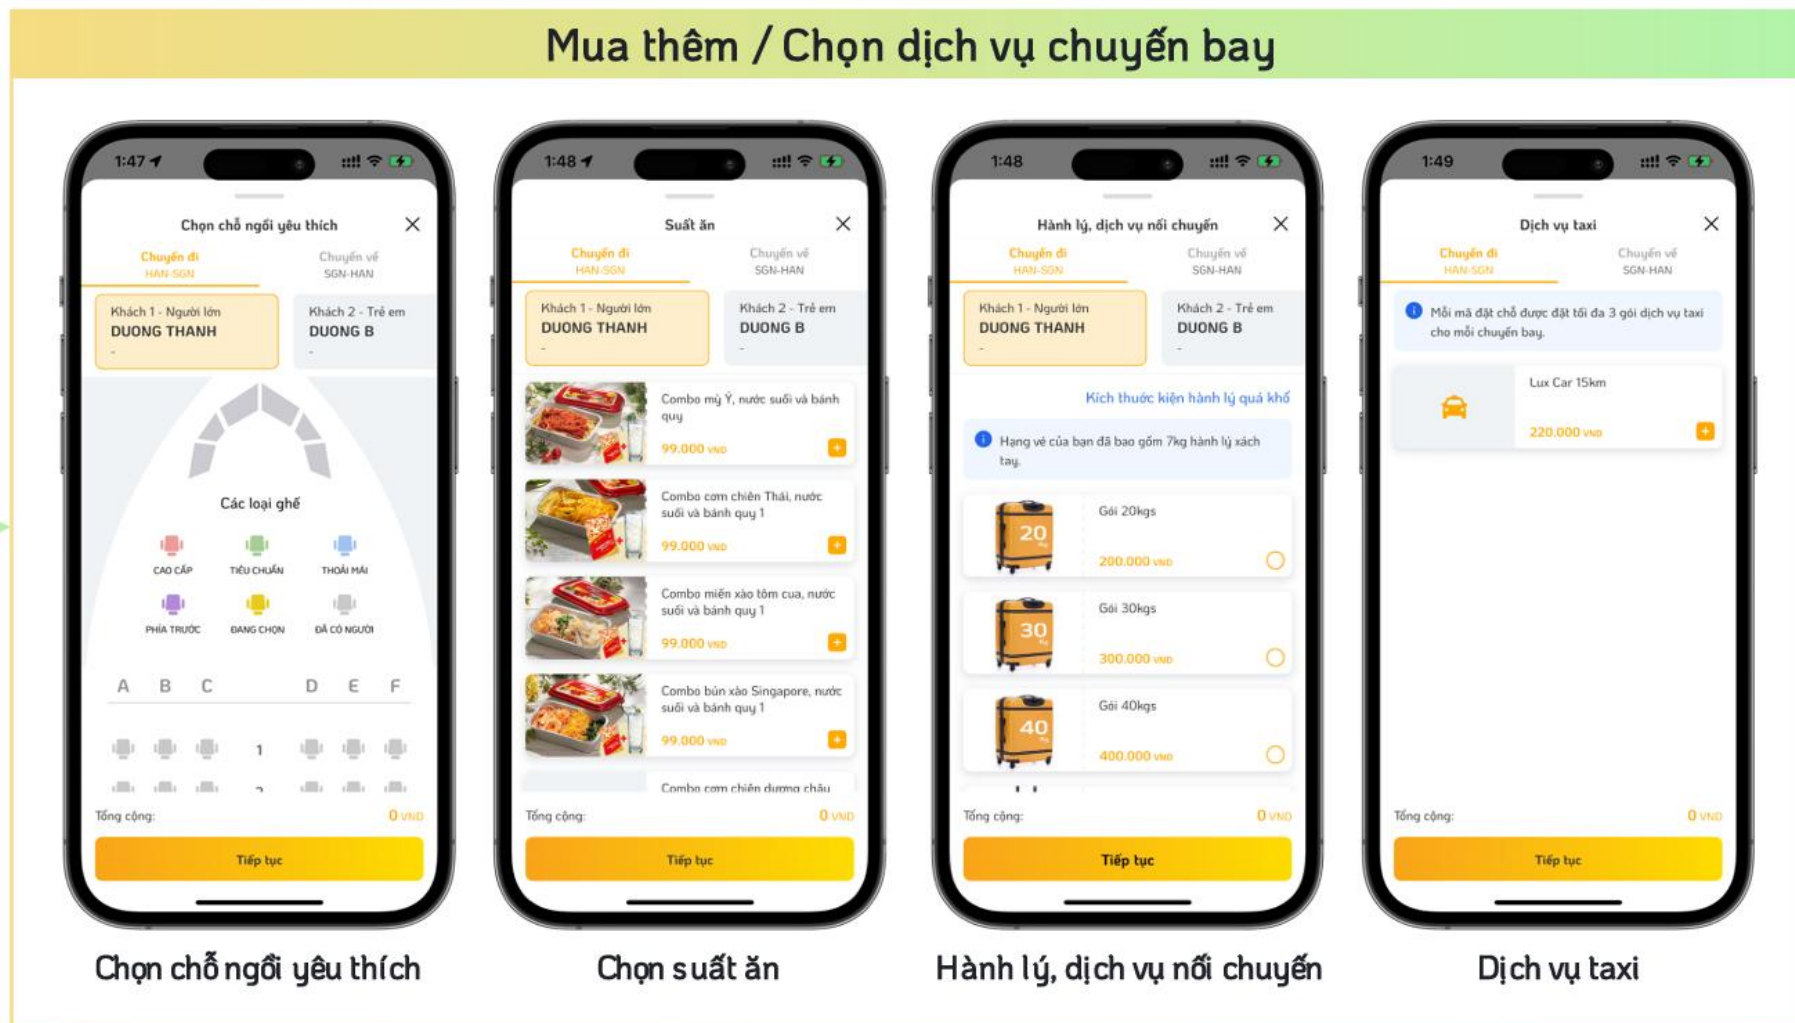 Mua thêm / Chọn dịch vụ chuyến bay
1:47
Chọn chỗ ngồi yêu thích
Chuyến đi
HAN-SGN
Chuyến về
SGN-HAN
Khách 1 - Người lớn
DUONG THANH
-
Khách 2 - Trẻ em
DUONG B
-
Các loại ghế
CAO CẤP
TIÊU CHUẨN
THOẢI MÁI
PHÍA TRƯỚC
ĐANG CHỌN
ĐÃ CÓ NGƯỜI
A B C D E F
1
2
Tổng cộng:
0 VND
Tiếp tục
Chọn chỗ ngồi yêu thích
1:48
Suất ăn
Chuyến đi
HAN-SGN
Chuyến về
SGN-HAN
Khách 1 - Người lớn
DUONG THANH
-
Khách 2 - Trẻ em
DUONG B
-
Combo mỳ Ý, nước suối và bánh
quy
99.000 VND
Combo cơm chiên Thái, nước
suối và bánh quy 1
99.000 VND
Combo miến xào tôm cua, nước
suối và bánh quy 1
99.000 VND
Combo bún xào Singapore, nước
suối và bánh quy 1
99.000 VND
Combo cơm chiên dương châu
Tổng cộng:
0 VND
Tiếp tục
Chọn suất ăn
1:48
Hành lý, dịch vụ nối chuyến
Chuyến đi
HAN-SGN
Chuyến về
SGN-HAN
Khách 1 - Người lớn
DUONG THANH
-
Khách 2 - Trẻ em
DUONG B
-
Kích thước kiện hành lý quá khổ
Hạng vé của bạn đã bao gồm 7kg hành lý xách
tay.
20
Kg
Gói 20kgs
200.000 VND
30
Kg
Gói 30kgs
300.000 VND
40
Kg
Gói 40kgs
400.000 VND
Tổng cộng:
0 VND
Tiếp tục
Hành lý, dịch vụ nối chuyến
1:49
Dịch vụ taxi
Chuyến đi
HAN-SGN
Chuyến về
SGN-HAN
Mỗi mã đặt chỗ được đặt tối đa 3 gói dịch vụ taxi
cho mỗi chuyến bay.
Lux Car 15km
220.000 VND
Tổng cộng:
0 VND
Tiếp tục
Dịch vụ taxi